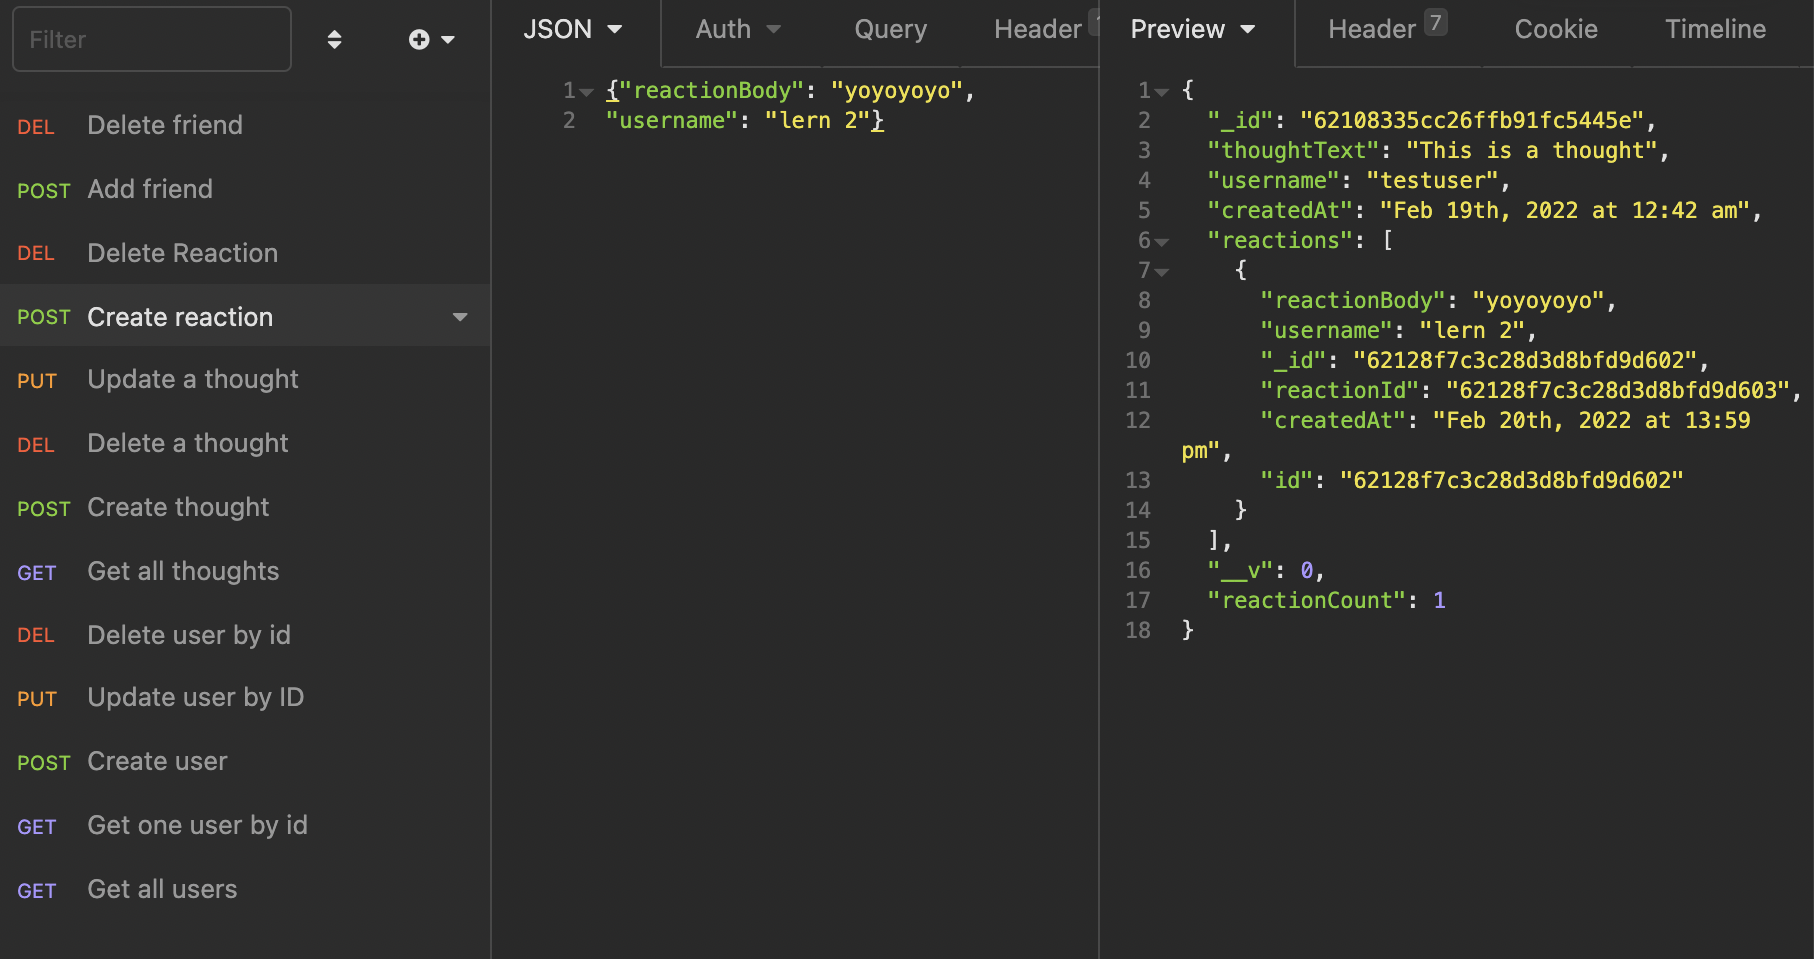 Filter
DEL Delete friend
POST Add friend
DEL Delete Reaction
POST Create reaction
PUT Update a thought
DEL Delete a thought
POST Create thought
GET Get all thoughts
DEL Delete user by id
PUT Update user by ID
POST Create user
GET Get one user by id
GET Get all users
JSON Auth Query Header
1 {"reactionBody": "yoyoyoyo",
2 "username": "lern 2"}
Preview Header 7 Cookie Timeline
1 {
2 "_id": "62108335cc26ffb91fc5445e",
3 "thoughtText": "This is a thought",
4 "username": "testuser",
5 "createdAt": "Feb 19th, 2022 at 12:42 am",
6 "reactions": [
7 {
8 "reactionBody": "yoyoyoyo",
9 "username": "lern 2",
10 "_id": "62128f7c3c28d3d8bfd9d602",
11 "reactionId": "62128f7c3c28d3d8bfd9d603",
12 "createdAt": "Feb 20th, 2022 at 13:59
pm",
13 "id": "62128f7c3c28d3d8bfd9d602"
14 }
15 ],
16 "__v": 0,
17 "reactionCount": 1
18 }